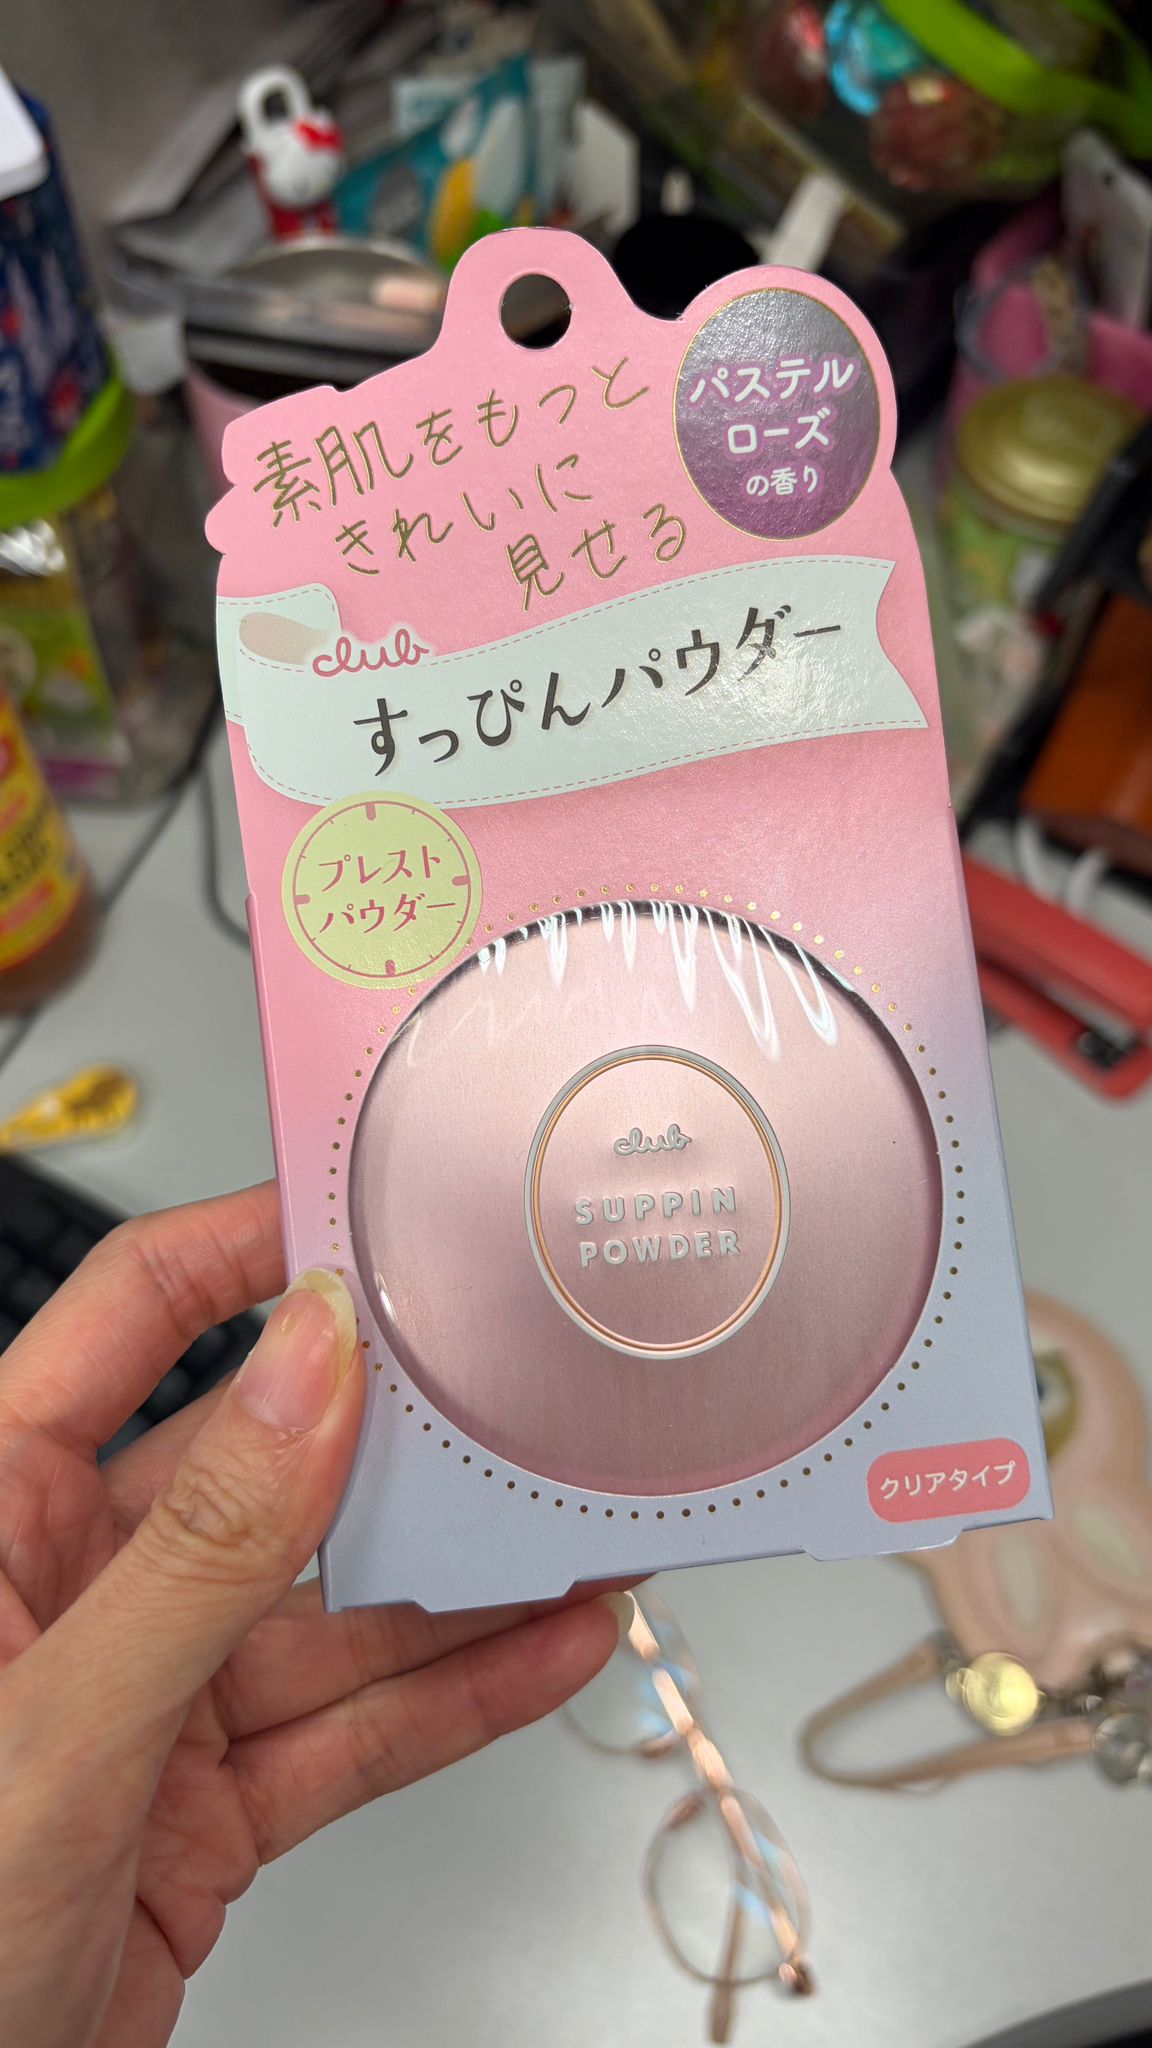 素肌をもっと
きれいに
見せる
パステル
ローズ
の香り
club
すっぴんパウダー
プレスト
パウダー
club
SUPPIN
POWDER
クリアタイプ